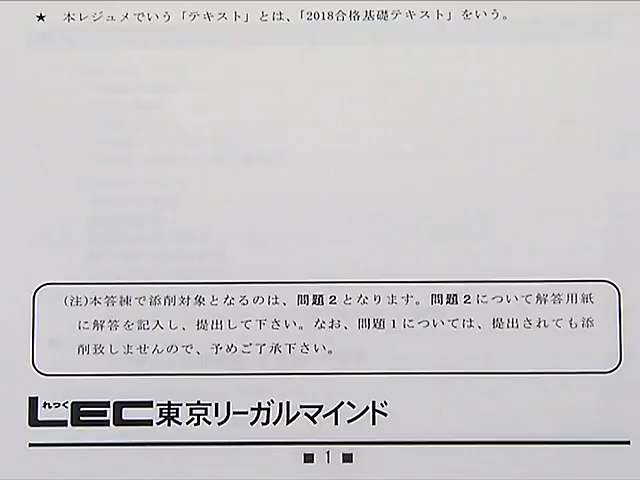 ★ 本レジュメでいう「テキスト」とは、「2018合格基礎テキスト」をいう。
(注)本答練で添削対象となるのは、問題２となります。問題２について解答用紙
に解答を記入し、提出して下さい。なお、問題１については、提出されても添
削致しませんので、予めご了承下さい。
れっく
LEC東京リーガルマインド
■ 1 ■